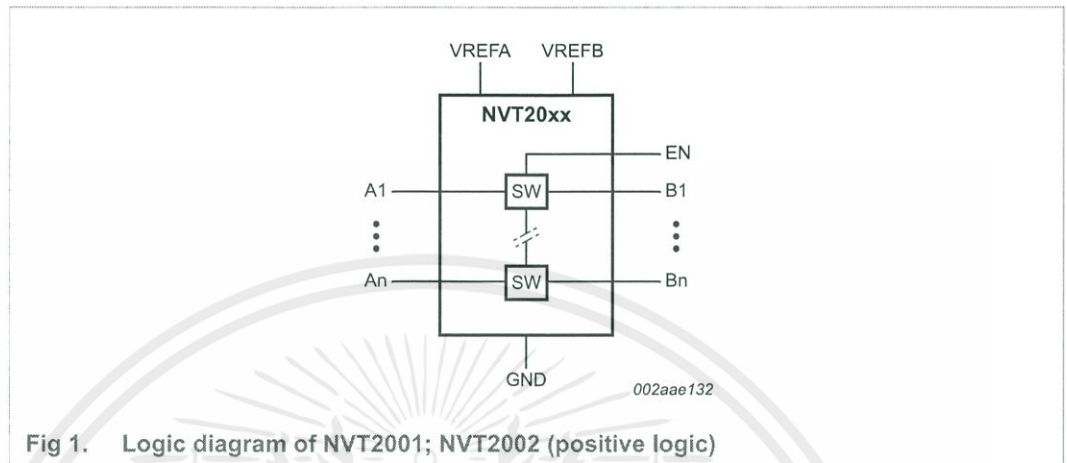 VREFA VREFB
NVT20xx
EN
A1 SW B1
An SW Bn
GND
002aae132
Fig 1. Logic diagram of NVT2001; NVT2002 (positive logic)